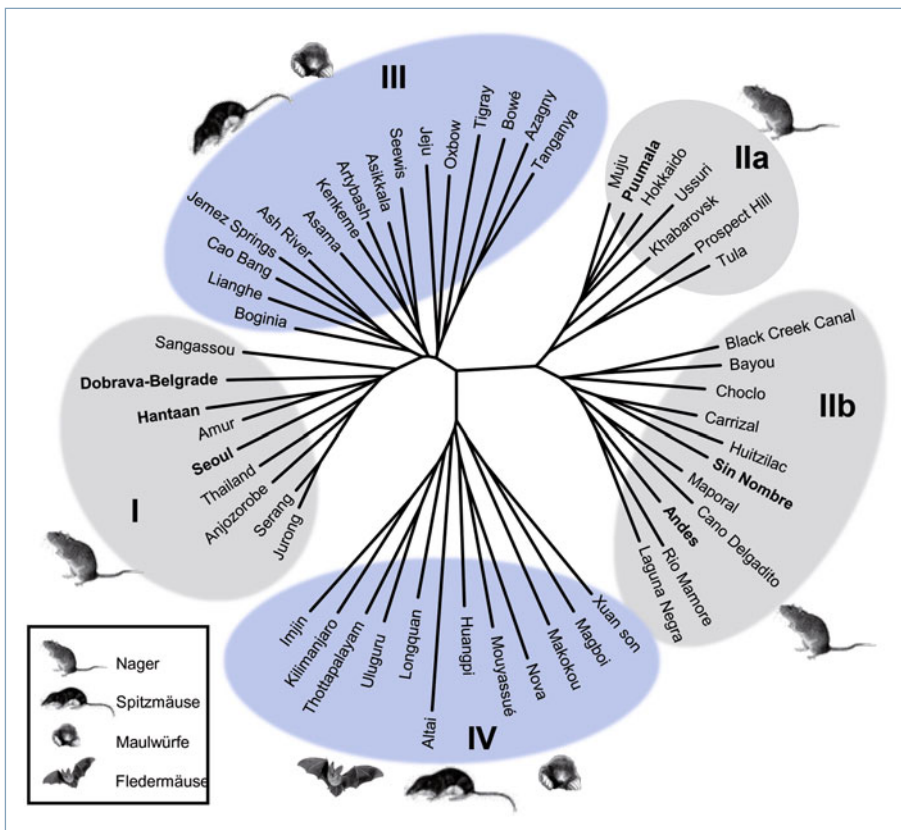 III
Jemez Springs
Cao Bang
Lianghe
Boginia
Ash River
Asama
Kenkeme
Artybash
Asikkala
Seewis
Jeju
Oxbow
Tigray
Bowé
Azagny
Tanganya
IIa
Muju
Puumala
Hokkaido
Ussuri
Khabarovsk
Prospect Hill
Tula
IIb
Black Creek Canal
Bayou
Choclo
Carrizal
Huitzilac
Sin Nombre
Maporal
Cano Delgadito
Andes
Rio Mamore
Laguna Negra
I
Sangassou
Dobrava-Belgrade
Hantaan
Amur
Seoul
Thailand
Anjozorobe
Serang
Jurong
IV
Imjin
Kilimanjaro
Thottapalayam
Uluguru
Longquan
Altai
Huangpi
Mouyassué
Nova
Makokou
Magboi
Xuan son
Nager
Spitzmäuse
Maulwürfe
Fledermäuse